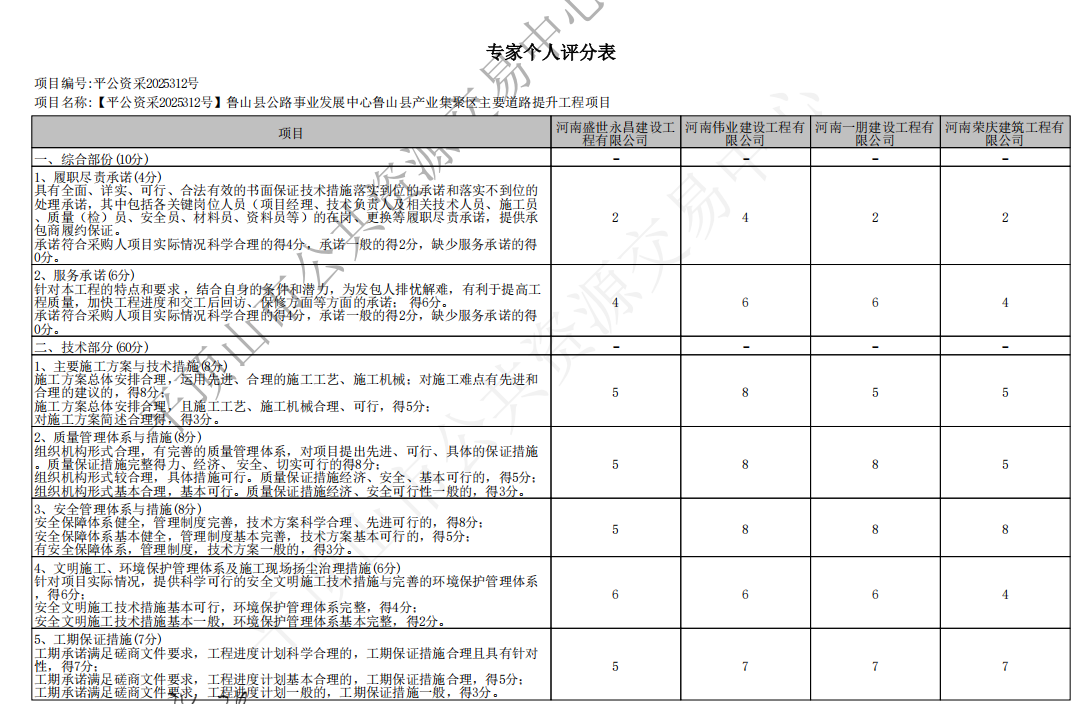 专家个人评分表
项目编号:平公资采2025312号
项目名称:【平公资采2025312号】鲁山县公路事业发展中心鲁山县产业集聚区主要道路提升工程项目
项目 河南盛世永昌建设工程有限公司 河南伟业建设工程有限公司 河南一朋建设工程有限公司 河南荣庆建筑工程有限公司
一、综合部份(10分) - - - -
1、履职尽责承诺(4分)
具有全面、详实、可行、合法有效的书面保证技术措施落实到位的承诺和落实不到位的
处理承诺，其中包括各关键岗位人员（项目经理、技术负责人及相关技术人员、施工员
、质量（检）员、安全员、材料员、资料员等）的在岗、更换等履职尽责承诺，提供承
包商履约保证。
承诺符合采购人项目实际情况科学合理的得4分，承诺一般的得2分，缺少服务承诺的得
0分。
2 4 2 2
2、服务承诺(6分)
针对本工程的特点和要求，结合自身的条件和潜力，为发包人排忧解难，有利于提高工
程质量，加快工程进度和交工后回访、保修方面等方面的承诺； 得6分。
承诺符合采购人项目实际情况科学合理的得4分，承诺一般的得2分，缺少服务承诺的得
0分。
4 6 6 4
二、技术部分(60分) - - - -
1、主要施工方案与技术措施(8分)
施工方案总体安排合理，运用先进、合理的施工工艺、施工机械；对施工难点有先进和
合理的建议的，得8分；
施工方案总体安排合理，且施工工艺、施工机械合理、可行，得5分；
对施工方案简述合理得，得3分。
5 8 5 5
2、质量管理体系与措施(8分)
组织机构形式合理，有完善的质量管理体系，对项目提出先进、可行、具体的保证措施
。质量保证措施完整得力、经济、安全、切实可行的得8分；
组织机构形式较合理，具体措施可行。质量保证措施经济、安全、基本可行的，得5分；
组织机构形式基本合理，基本可行。质量保证措施经济、安全可行性一般的，得3分。
5 8 8 5
3、安全管理体系与措施(8分)
安全保障体系健全，管理制度完善，技术方案科学合理、先进可行的，得8分；
安全保障体系基本健全，管理制度基本完善，技术方案基本可行的，得5分；
有安全保障体系，管理制度，技术方案一般的，得3分。
5 8 8 8
4、文明施工、环境保护管理体系及施工现场扬尘治理措施(6分)
针对项目实际情况，提供科学可行的安全文明施工技术措施与完善的环境保护管理体系
，得6分；
安全文明施工技术措施基本可行，环境保护管理体系完整，得4分；
安全文明施工技术措施基本一般，环境保护管理体系基本完整，得2分。
6 6 6 4
5、工期保证措施(7分)
工期承诺满足磋商文件要求，工程进度计划科学合理的，工期保证措施合理且具有针对
性，得7分；
工期承诺满足磋商文件要求，工程进度计划基本合理的，工期保证措施合理，得5分；
工期承诺满足磋商文件要求，工程进度计划一般的，工期保证措施一般，得3分。
5 7 7 7
平顶山市公共资源交易中心
平顶山市公共资源交易中心